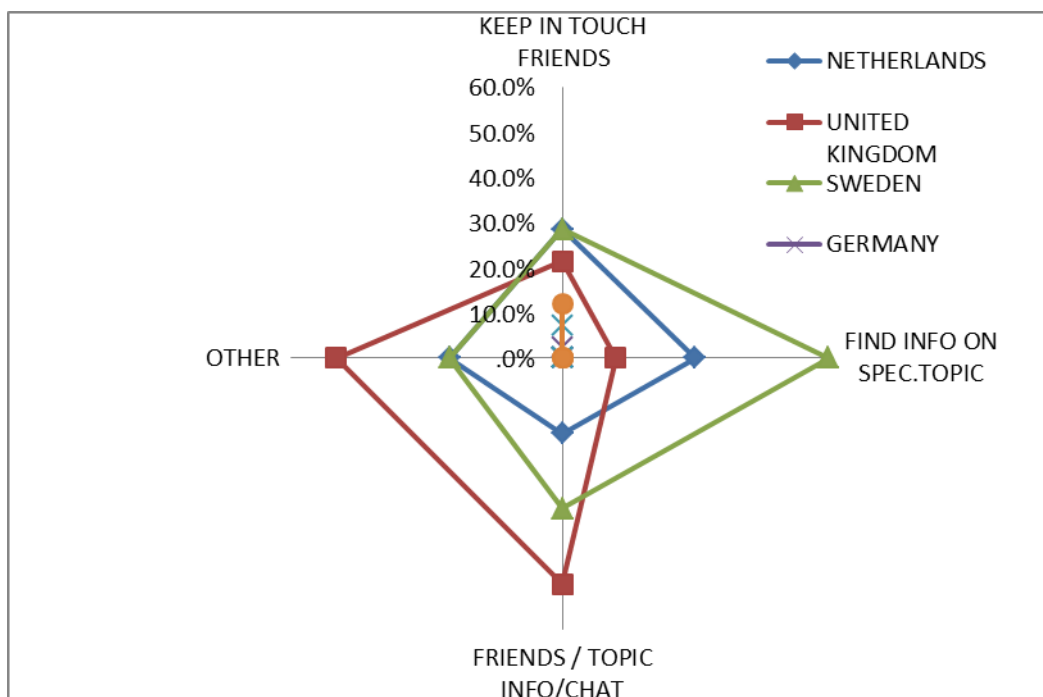 KEEP IN TOUCH
FRIENDS
60.0%
50.0%
40.0%
30.0%
20.0%
10.0%
.0%
NETHERLANDS
UNITED
KINGDOM
SWEDEN
GERMANY
OTHER
FIND INFO ON
SPEC.TOPIC
FRIENDS / TOPIC
INFO/CHAT